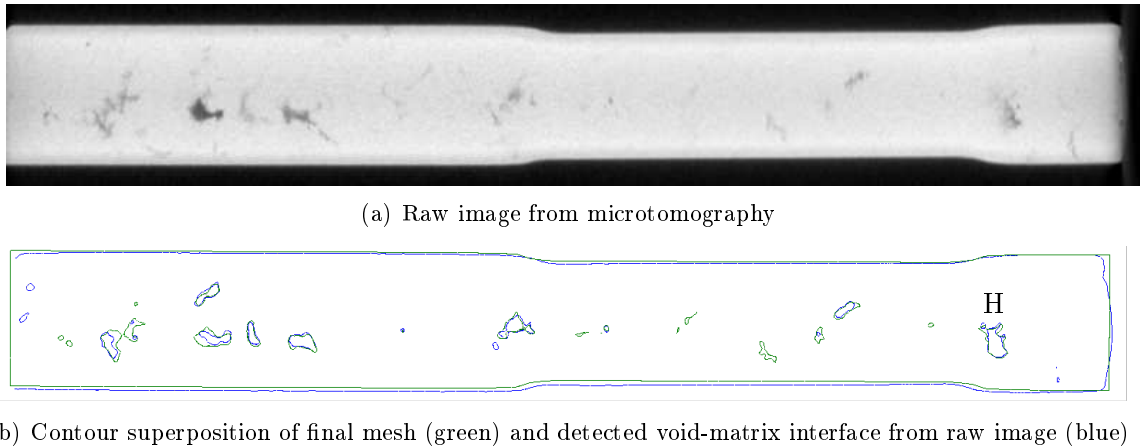 (a) Raw image from microtomography
H
b) Contour superposition of final mesh (green) and detected void-matrix interface from raw image (blue)